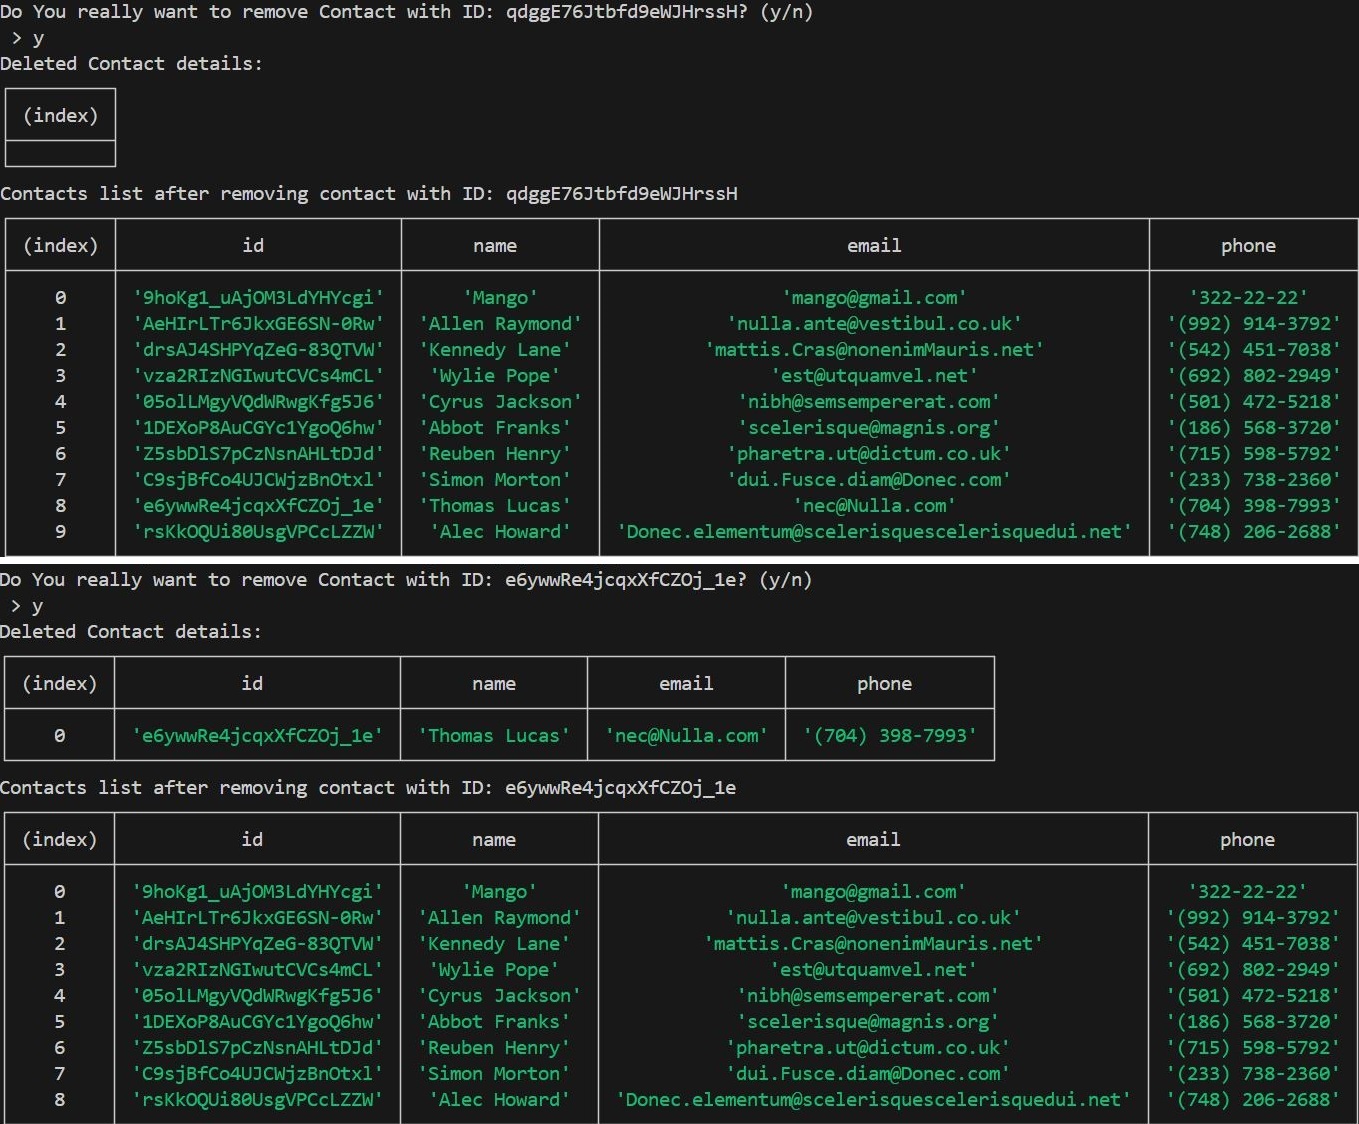 Do You really want to remove Contact with ID: qdggE76Jtbfd9eWJHrssH? (y/n)
> y
Deleted Contact details:
(index)
Contacts list after removing contact with ID: qdggE76Jtbfd9eWJHrssH
(index) id name email phone
0 '9hoKg1_uAjOM3LdYHYcgi' 'Mango' 'mango@gmail.com' '322-22-22'
1 'AeHIrLTr6JkxGE6SN-0Rw' 'Allen Raymond' 'nulla.ante@vestibul.co.uk' '(992) 914-3792'
2 'drsAJ4SHPYqZeG-83QTVW' 'Kennedy Lane' 'mattis.Cras@nonenimMauris.net' '(542) 451-7038'
3 'vza2RIzNGIwutCVCs4mCL' 'Wylie Pope' 'est@utquamvel.net' '(692) 802-2949'
4 '05olLMgyVQdWRwgKfg5J6' 'Cyrus Jackson' 'nibh@semsempererat.com' '(501) 472-5218'
5 '1DEXoP8AuCGYc1YgoQ6hw' 'Abbot Franks' 'scelerisque@magnis.org' '(186) 568-3720'
6 'Z5sbDlS7pCzNsnAHLtDJd' 'Reuben Henry' 'pharetra.ut@dictum.co.uk' '(715) 598-5792'
7 'C9sjBfCo4UJCWjzBnOtxl' 'Simon Morton' 'dui.Fusce.diam@Donec.com' '(233) 738-2360'
8 'e6ywwRe4jcqxXfCZOj_1e' 'Thomas Lucas' 'nec@Nulla.com' '(704) 398-7993'
9 'rsKkOQUi80UsgVPCcLZZW' 'Alec Howard' 'Donec.elementum@scelerisquescelerisquedui.net' '(748) 206-2688'
Do You really want to remove Contact with ID: e6ywwRe4jcqxXfCZOj_1e? (y/n)
> y
Deleted Contact details:
(index) id name email phone
0 'e6ywwRe4jcqxXfCZOj_1e' 'Thomas Lucas' 'nec@Nulla.com' '(704) 398-7993'
Contacts list after removing contact with ID: e6ywwRe4jcqxXfCZOj_1e
(index) id name email phone
0 '9hoKg1_uAjOM3LdYHYcgi' 'Mango' 'mango@gmail.com' '322-22-22'
1 'AeHIrLTr6JkxGE6SN-0Rw' 'Allen Raymond' 'nulla.ante@vestibul.co.uk' '(992) 914-3792'
2 'drsAJ4SHPYqZeG-83QTVW' 'Kennedy Lane' 'mattis.Cras@nonenimMauris.net' '(542) 451-7038'
3 'vza2RIzNGIwutCVCs4mCL' 'Wylie Pope' 'est@utquamvel.net' '(692) 802-2949'
4 '05olLMgyVQdWRwgKfg5J6' 'Cyrus Jackson' 'nibh@semsempererat.com' '(501) 472-5218'
5 '1DEXoP8AuCGYc1YgoQ6hw' 'Abbot Franks' 'scelerisque@magnis.org' '(186) 568-3720'
6 'Z5sbDlS7pCzNsnAHLtDJd' 'Reuben Henry' 'pharetra.ut@dictum.co.uk' '(715) 598-5792'
7 'C9sjBfCo4UJCWjzBnOtxl' 'Simon Morton' 'dui.Fusce.diam@Donec.com' '(233) 738-2360'
8 'rsKkOQUi80UsgVPCcLZZW' 'Alec Howard' 'Donec.elementum@scelerisquescelerisquedui.net' '(748) 206-2688'